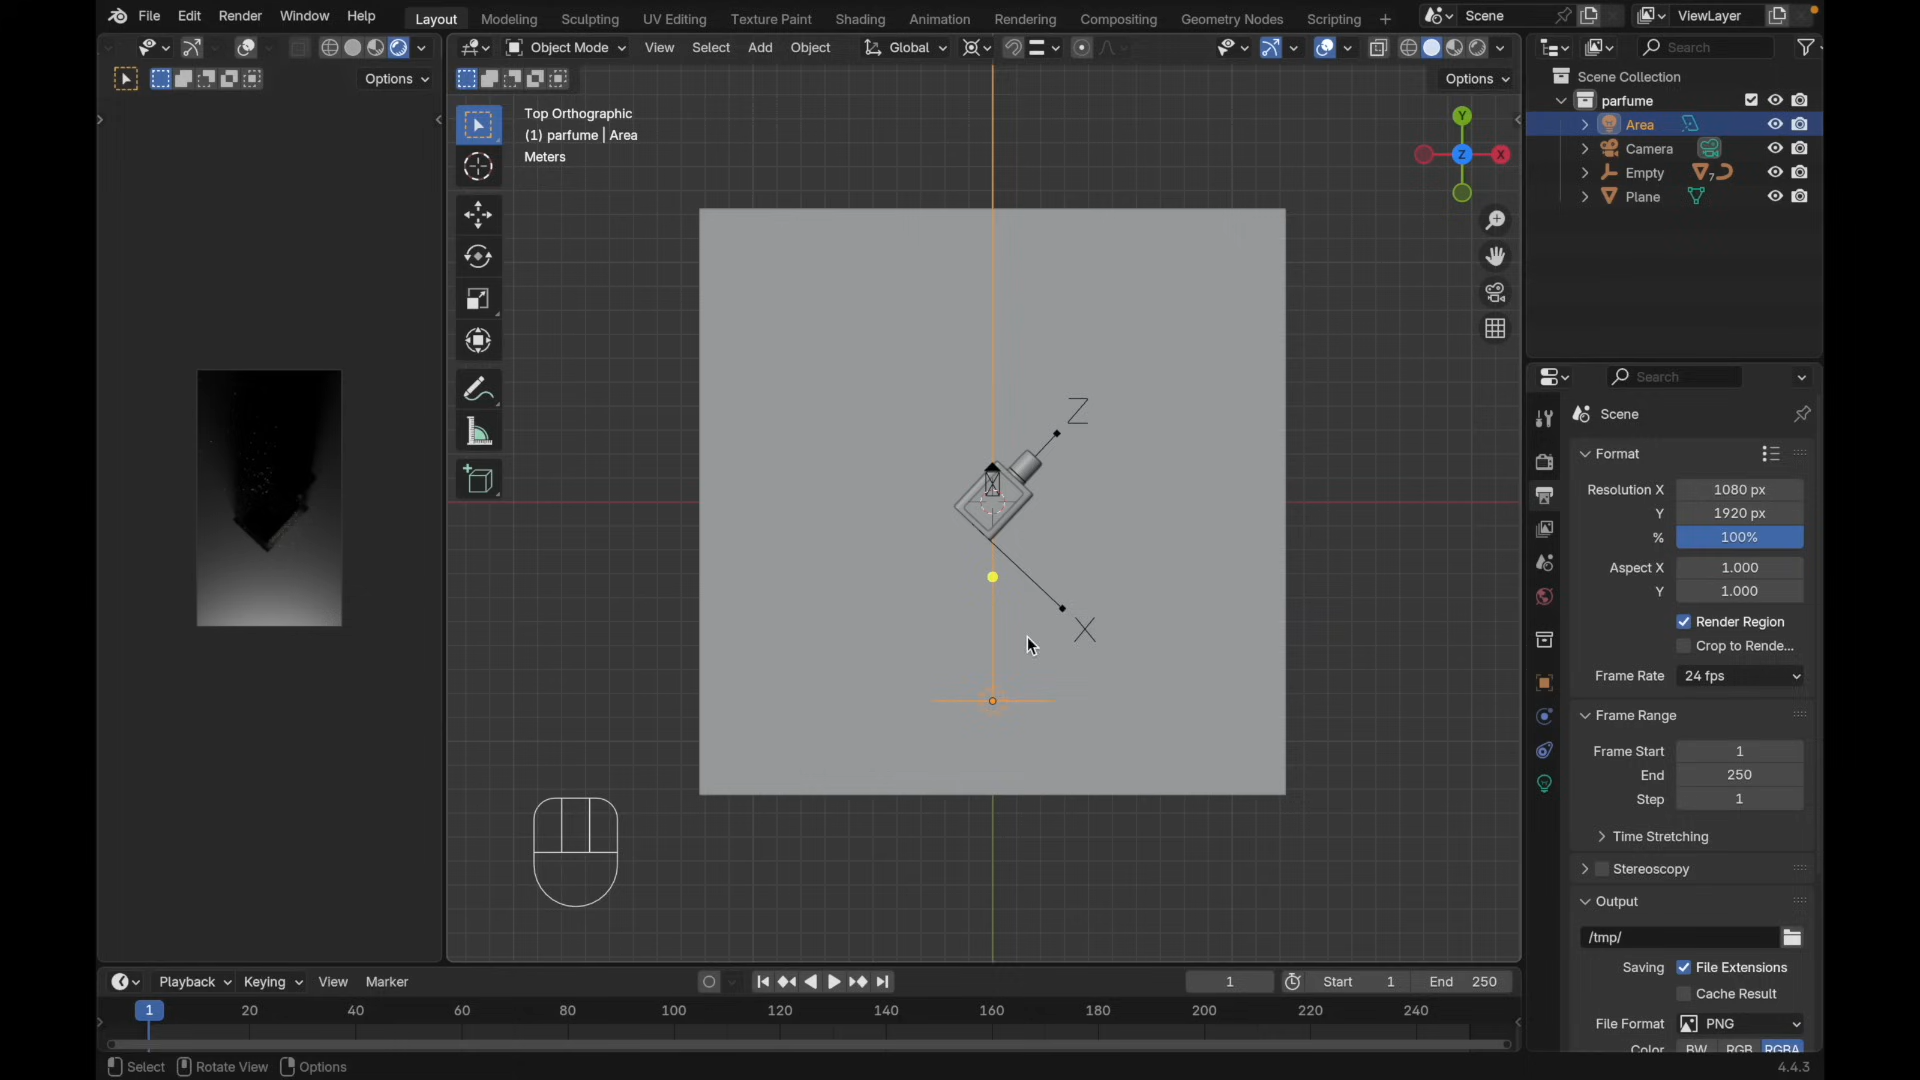 File Edit Render Window Help Layout Modeling Sculpting UV Editing Texture Paint Shading Animation Rendering Compositing Geometry Nodes Scripting + Scene ViewLayer
Object Mode View Select Add Object Global Search
Options Options
Top Orthographic
(1) parfume | Area
Meters
Y
Z
X
Z
X
Scene Collection
parfume
Area
Camera
Empty 7
Plane
Search
Scene
Format
Resolution X 1080 px
Y 1920 px
% 100%
Aspect X 1.000
Y 1.000
Render Region
Crop to Rende...
Frame Rate 24 fps
Frame Range
Frame Start 1
End 250
Step 1
Time Stretching
Stereoscopy
Output
/tmp/
Saving File Extensions
Cache Result
File Format PNG
Color BW RGB RGBA
Playback Keying View Marker 1 Start 1 End 250
1 20 40 60 80 100 120 140 160 180 200 220 240
Select Rotate View Options 4.4.3